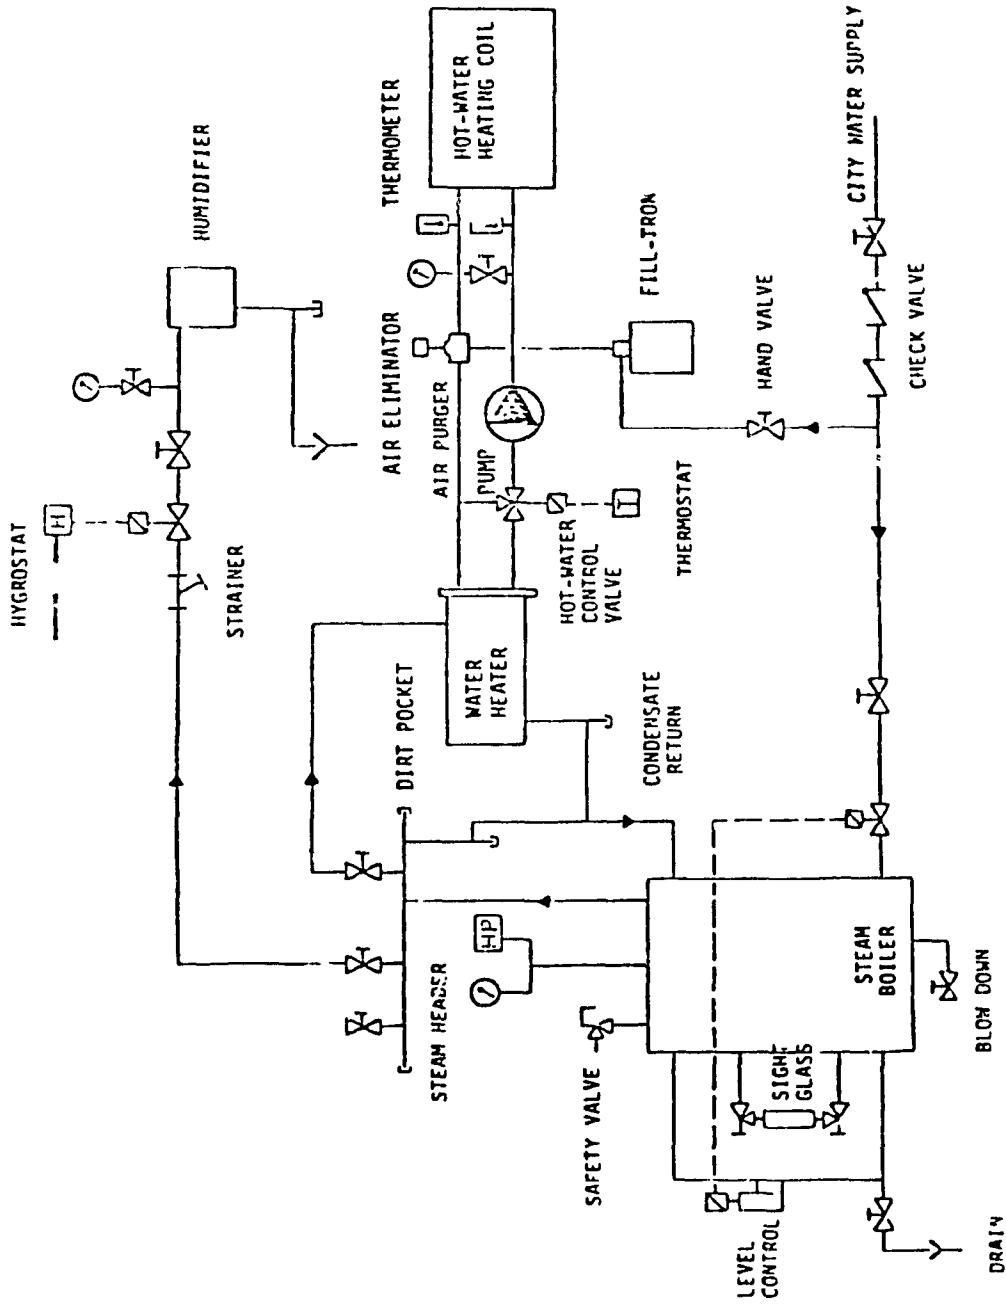 HYGROSTAT
H
STRAINER
HUMIDIFIER
AIR ELIMINATOR
AIR PURGER
THERMOMETER
HOT-WATER
HEATING COIL
PUMP
HOT-WATER
CONTROL
VALVE
T
THERMOSTAT
FILL-TRON
HAND VALVE
CHECK VALVE
CITY WATER SUPPLY
WATER
HEATER
DIRT POCKET
CONDENSATE
RETURN
STEAM HEADER
HP
SAFETY VALVE
SIGHT
GLASS
STEAM
BOILER
BLOW DOWN
LEVEL
CONTROL
DRAIN